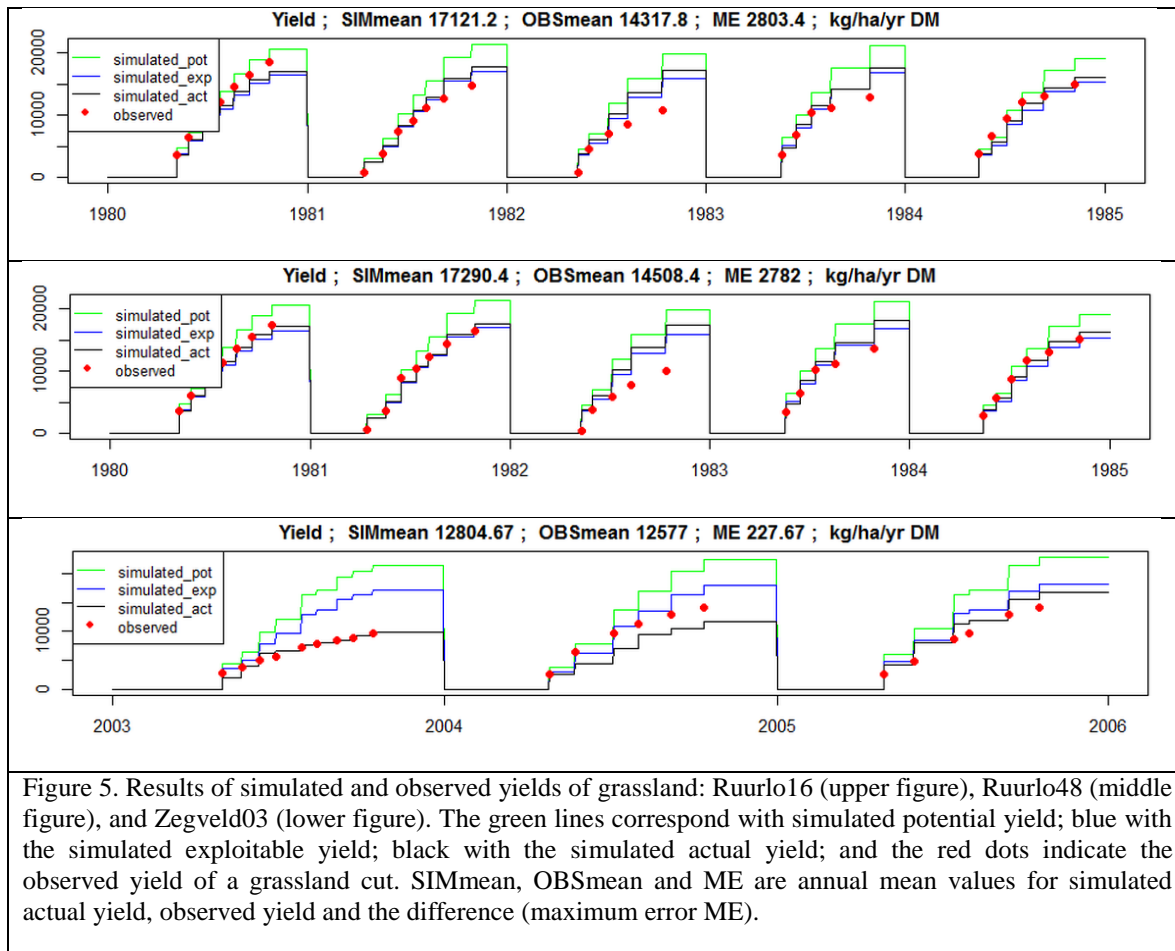 Yield ; SIMmean 17121.2 ; OBSmean 14317.8 ; ME 2803.4 ; kg/ha/yr DM
20000
10000
0
simulated_pot
simulated_exp
simulated_act
observed
1980 1981 1982 1983 1984 1985
Yield ; SIMmean 17290.4 ; OBSmean 14508.4 ; ME 2782 ; kg/ha/yr DM
20000
10000
0
simulated_pot
simulated_exp
simulated_act
observed
1980 1981 1982 1983 1984 1985
Yield ; SIMmean 12804.67 ; OBSmean 12577 ; ME 227.67 ; kg/ha/yr DM
10000
0
simulated_pot
simulated_exp
simulated_act
observed
2003 2004 2005 2006
Figure 5. Results of simulated and observed yields of grassland: Ruurlo16 (upper figure), Ruurlo48 (middle
figure), and Zegveld03 (lower figure). The green lines correspond with simulated potential yield; blue with
the simulated exploitable yield; black with the simulated actual yield; and the red dots indicate the
observed yield of a grassland cut. SIMmean, OBSmean and ME are annual mean values for simulated
actual yield, observed yield and the difference (maximum error ME).